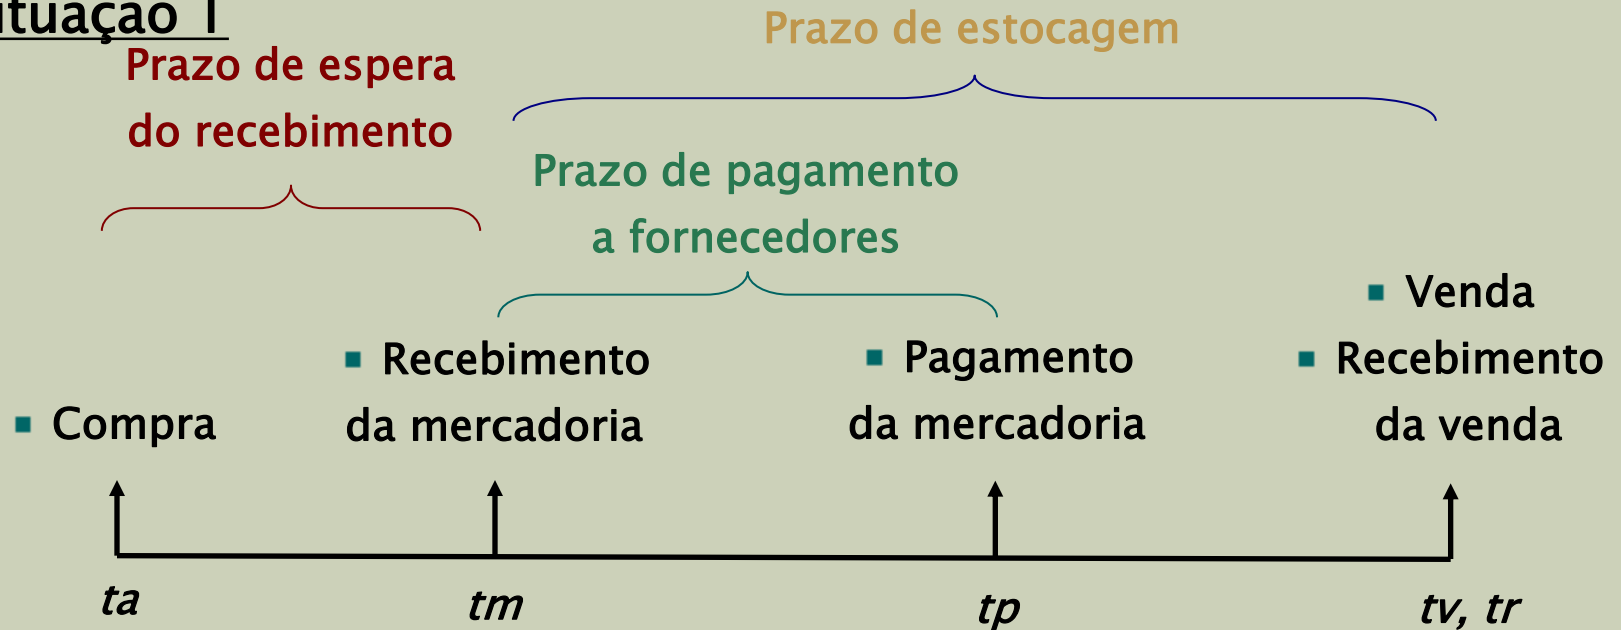 ituação 1
Prazo de estocagem
Prazo de espera
do recebimento
Prazo de pagamento
a fornecedores
Venda
Recebimento
da mercadoria
Pagamento
da mercadoria
Recebimento
da venda
Compra
ta
tm
tp
tv, tr